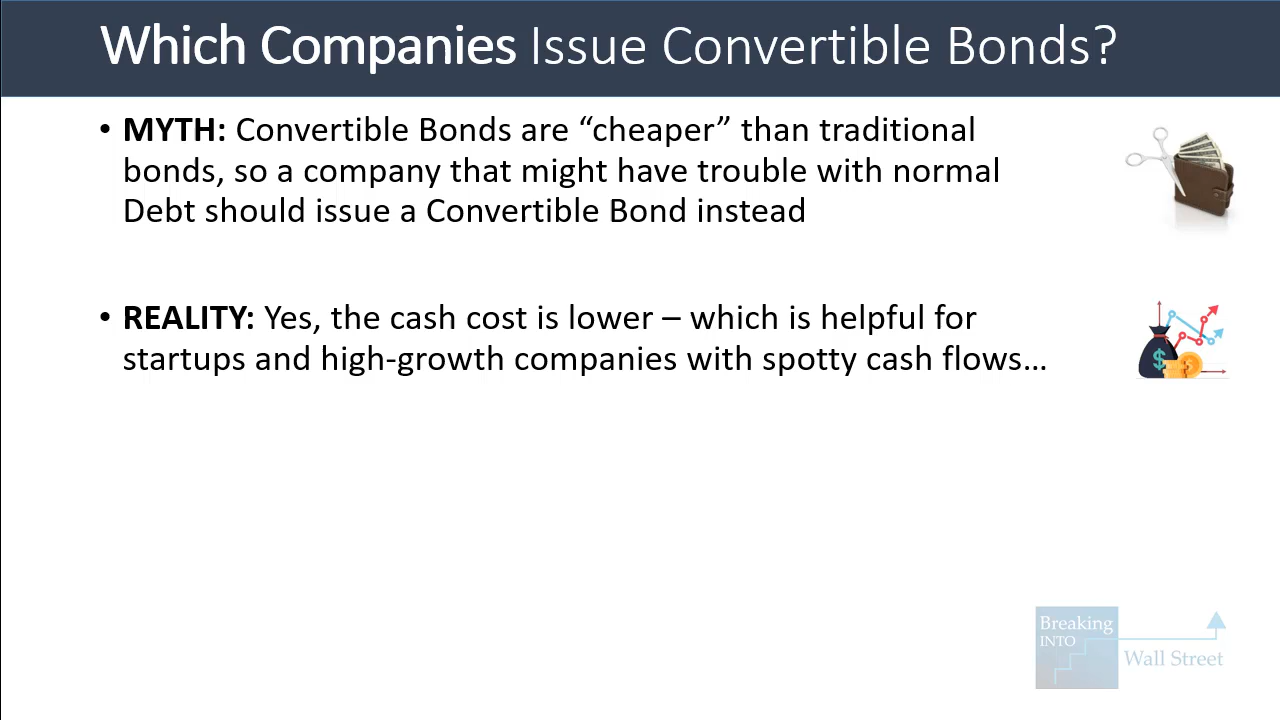 Which Companies Issue Convertible Bonds?
• MYTH: Convertible Bonds are “cheaper” than traditional
bonds, so a company that might have trouble with normal
Debt should issue a Convertible Bond instead
• REALITY: Yes, the cash cost is lower – which is helpful for
startups and high-growth companies with spotty cash flows…
$
Breaking
INTO
Wall Street